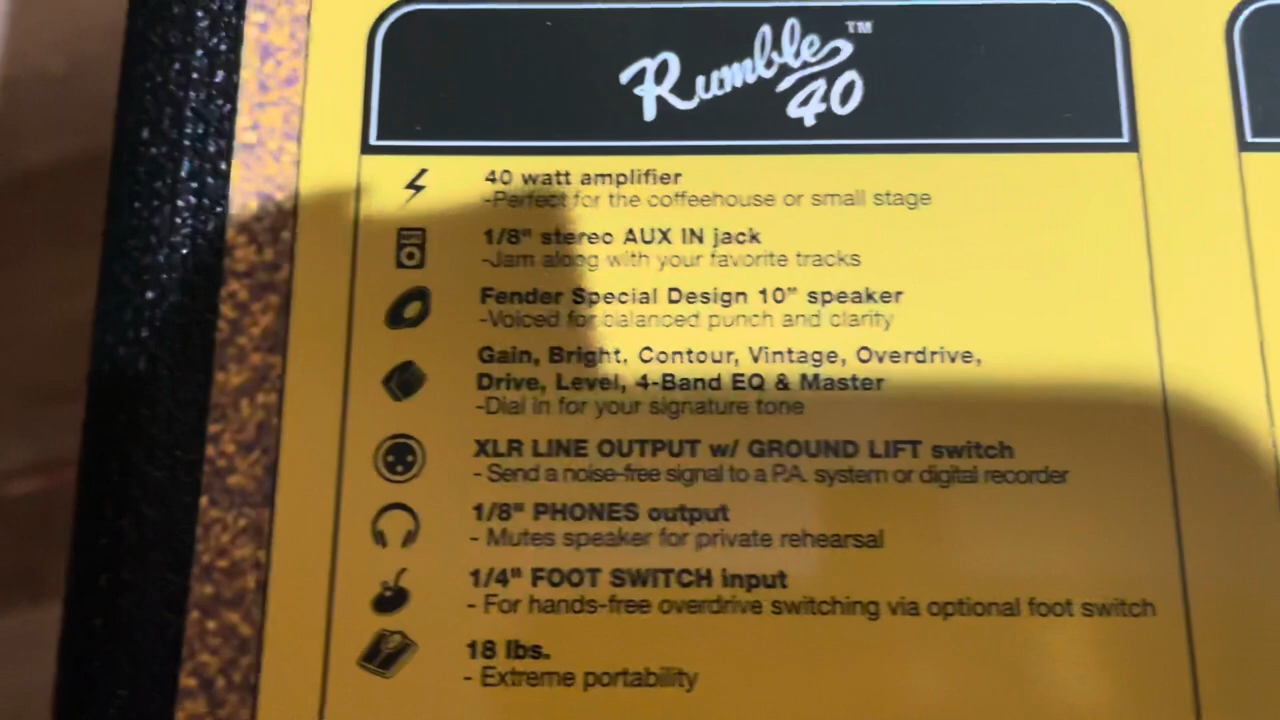 Rumble™
40
40 watt amplifier
-Perfect for the coffeehouse or small stage
1/8" stereo AUX IN jack
-Jam along with your favorite tracks
Fender Special Design 10" speaker
-Voiced for balanced punch and clarity
Gain, Bright, Contour, Vintage, Overdrive,
Drive, Level, 4-Band EQ & Master
-Dial in for your signature tone
XLR LINE OUTPUT w/ GROUND LIFT switch
- Send a noise-free signal to a P.A. system or digital recorder
1/8" PHONES output
- Mutes speaker for private rehearsal
1/4" FOOT SWITCH input
- For hands-free overdrive switching via optional foot switch
18 lbs.
- Extreme portability